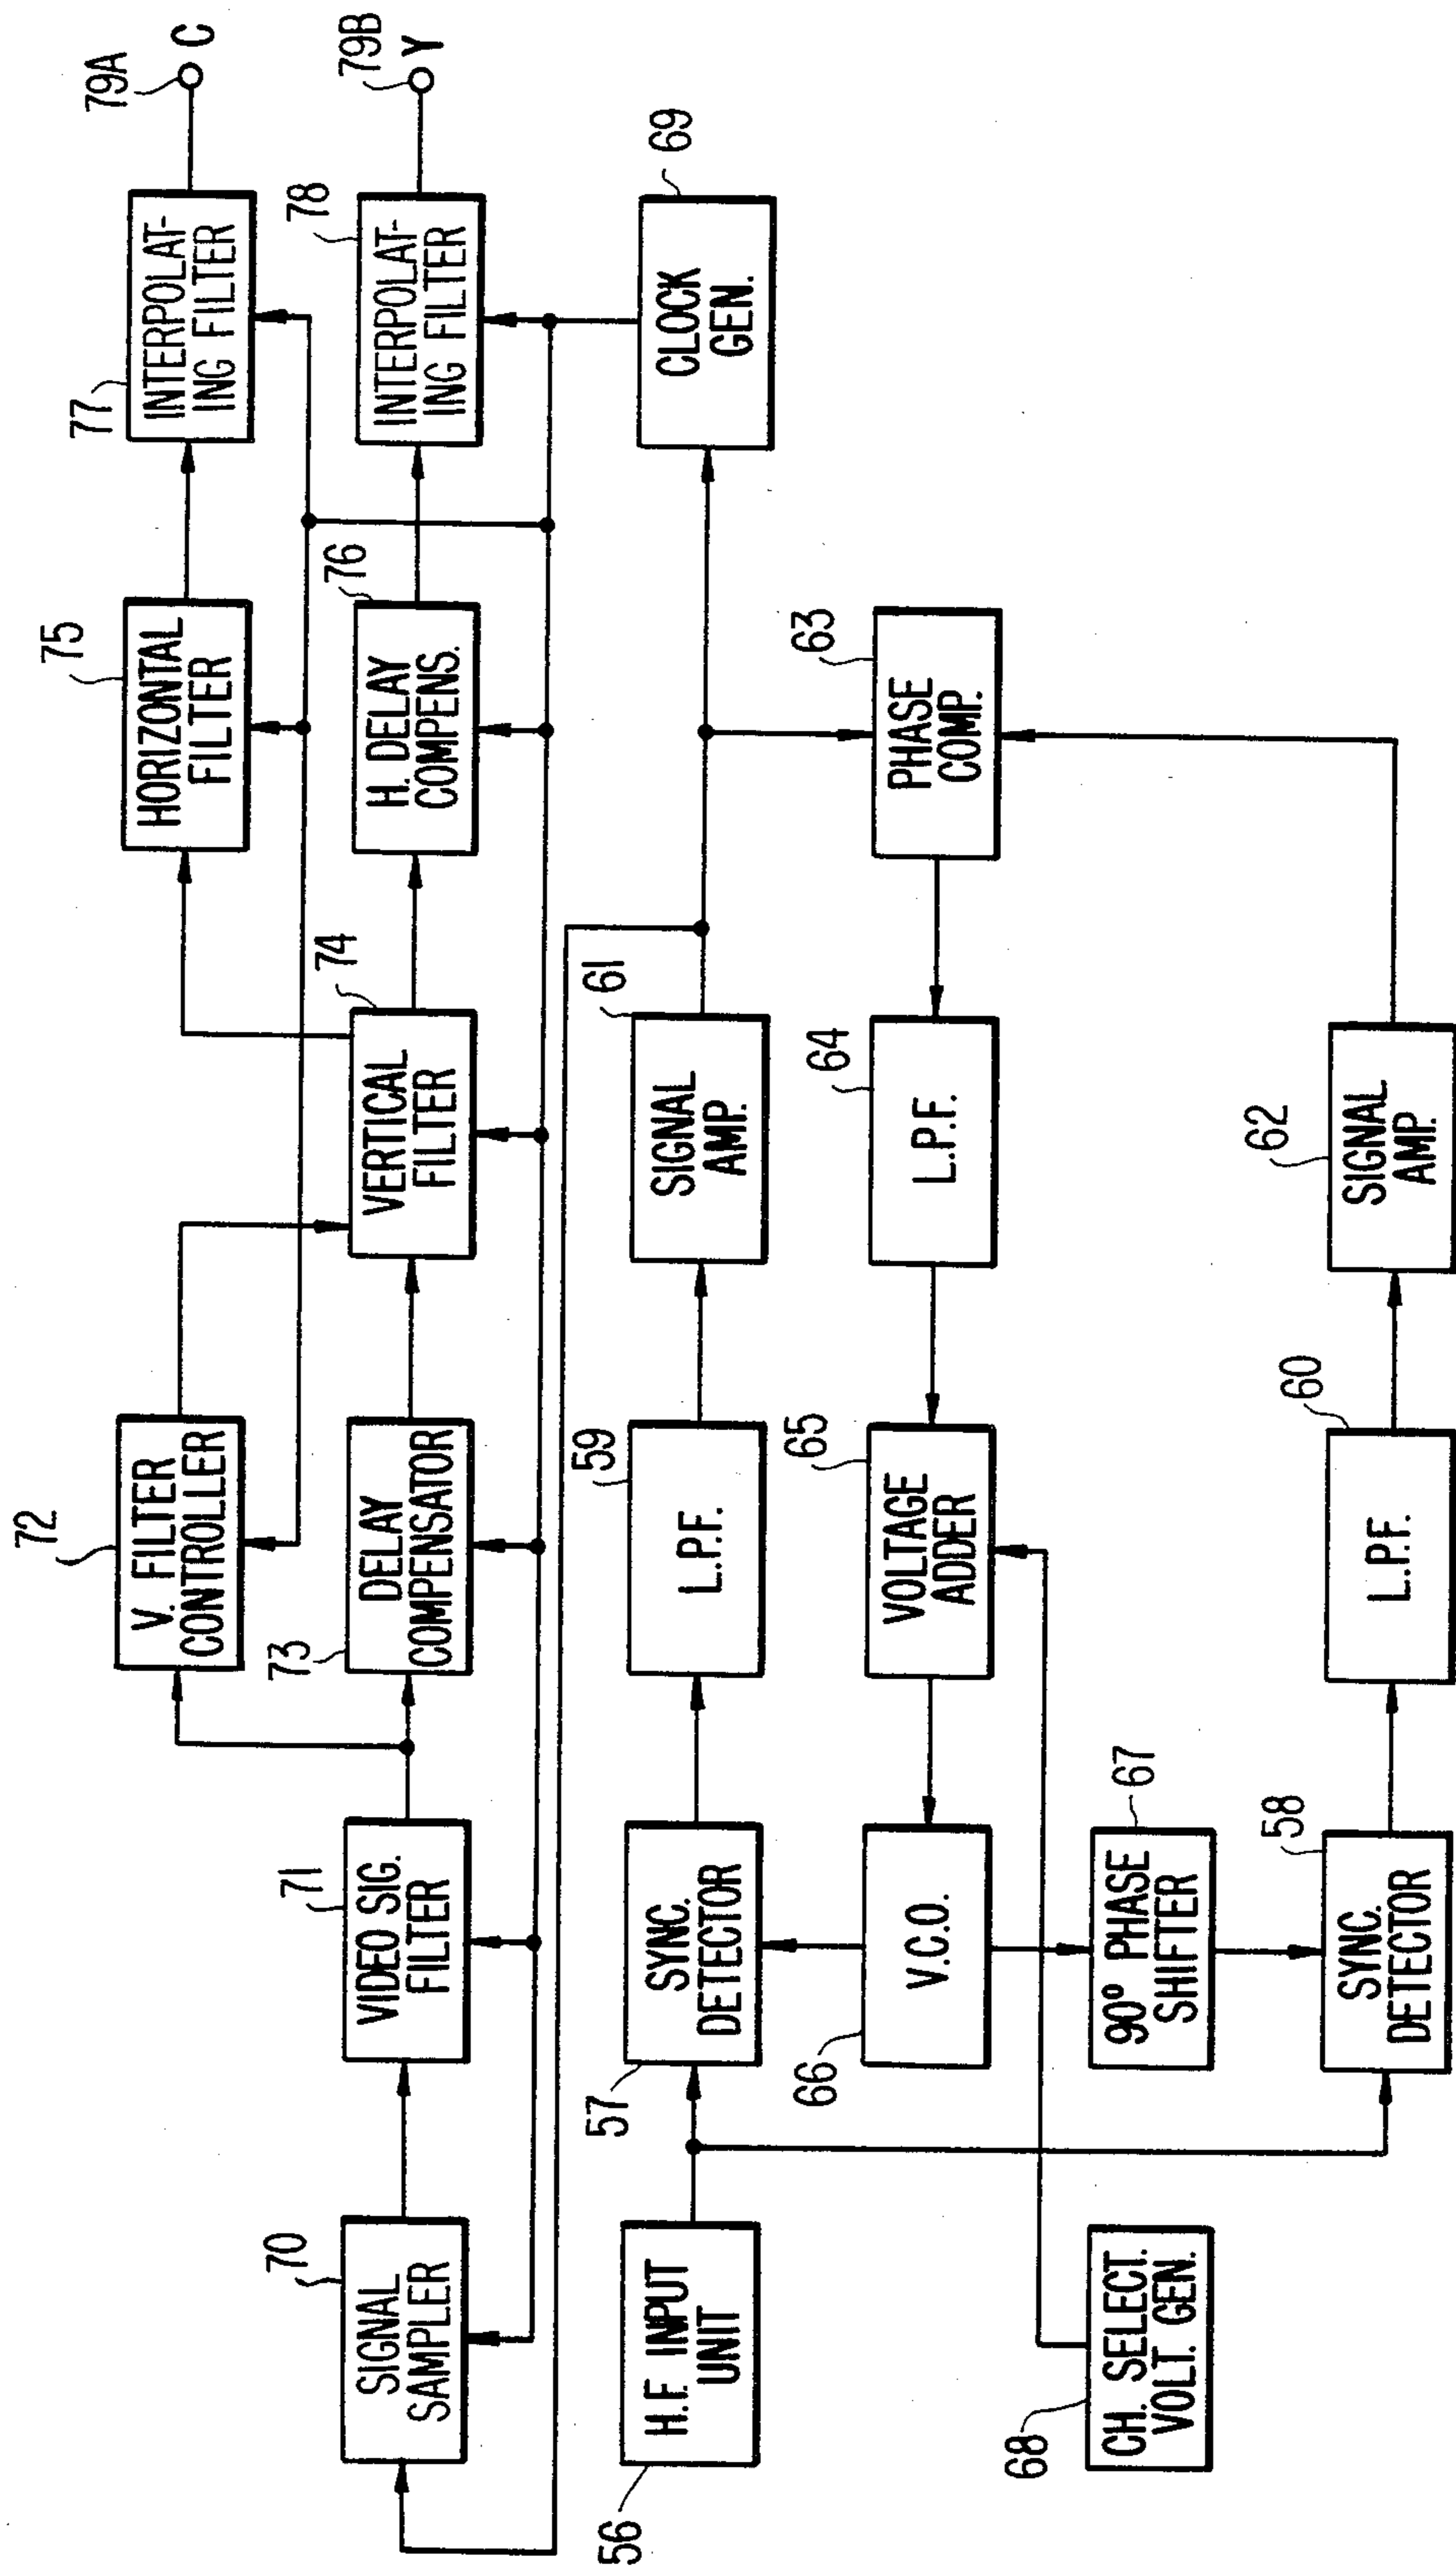 72
V. FILTER
CONTROLLER
75
HORIZONTAL
FILTER
77
INTERPOLAT-
ING FILTER
79A
C
70
SIGNAL
SAMPLER
71
VIDEO SIG.
FILTER
73
DELAY
COMPENSATOR
74
VERTICAL
FILTER
76
H. DELAY
COMPENS.
78
INTERPOLAT-
ING FILTER
79B
Y
56
H.F. INPUT
UNIT
57
SYNC.
DETECTOR
59
L.P.F.
61
SIGNAL
AMP.
69
CLOCK
GEN.
66
V.C.O.
65
VOLTAGE
ADDER
64
L.P.F.
63
PHASE
COMP.
68
CH. SELECT.
VOLT. GEN.
67
90° PHASE
SHIFTER
58
SYNC.
DETECTOR
60
L.P.F.
62
SIGNAL
AMP.